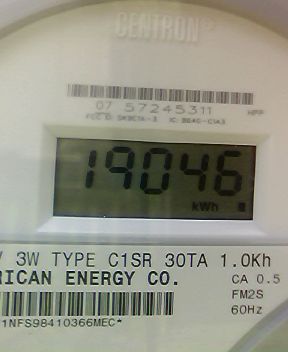 CENTRON®
07 57245311
19046
kWh
V 3W TYPE C1SR 30TA 1.0Kh
RICAN ENERGY CO.
CA 0.5
FM2S
60Hz
1NFS98410366MEC*